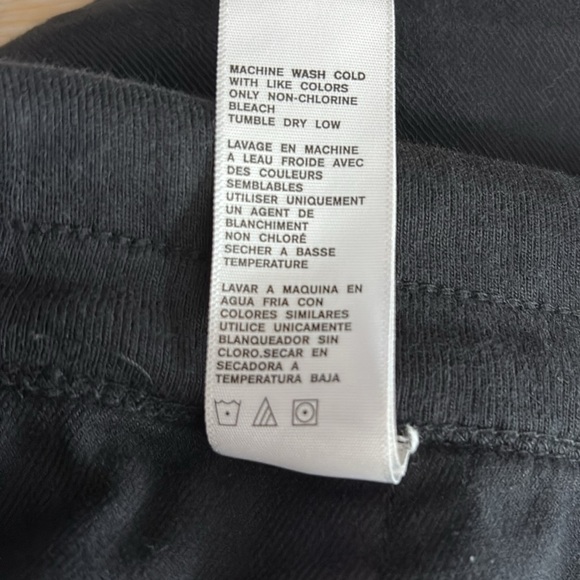 MACHINE WASH COLD
WITH LIKE COLORS
ONLY NON-CHLORINE
BLEACH
TUMBLE DRY LOW
LAVAGE EN MACHINE
A LEAU FROIDE AVEC
DES COULEURS
SEMBLABLES
UTILISER UNIQUEMENT
UN AGENT DE
BLANCHIMENT
NON CHLORÉ
SECHER A BASSE
TEMPERATURE
LAVAR A MAQUINA EN
AGUA FRIA CON
COLORES SIMILARES
UTILICE UNICAMENTE
BLANQUEADOR SIN
CLORO.SECAR EN
SECADORA A
TEMPERATURA BAJA